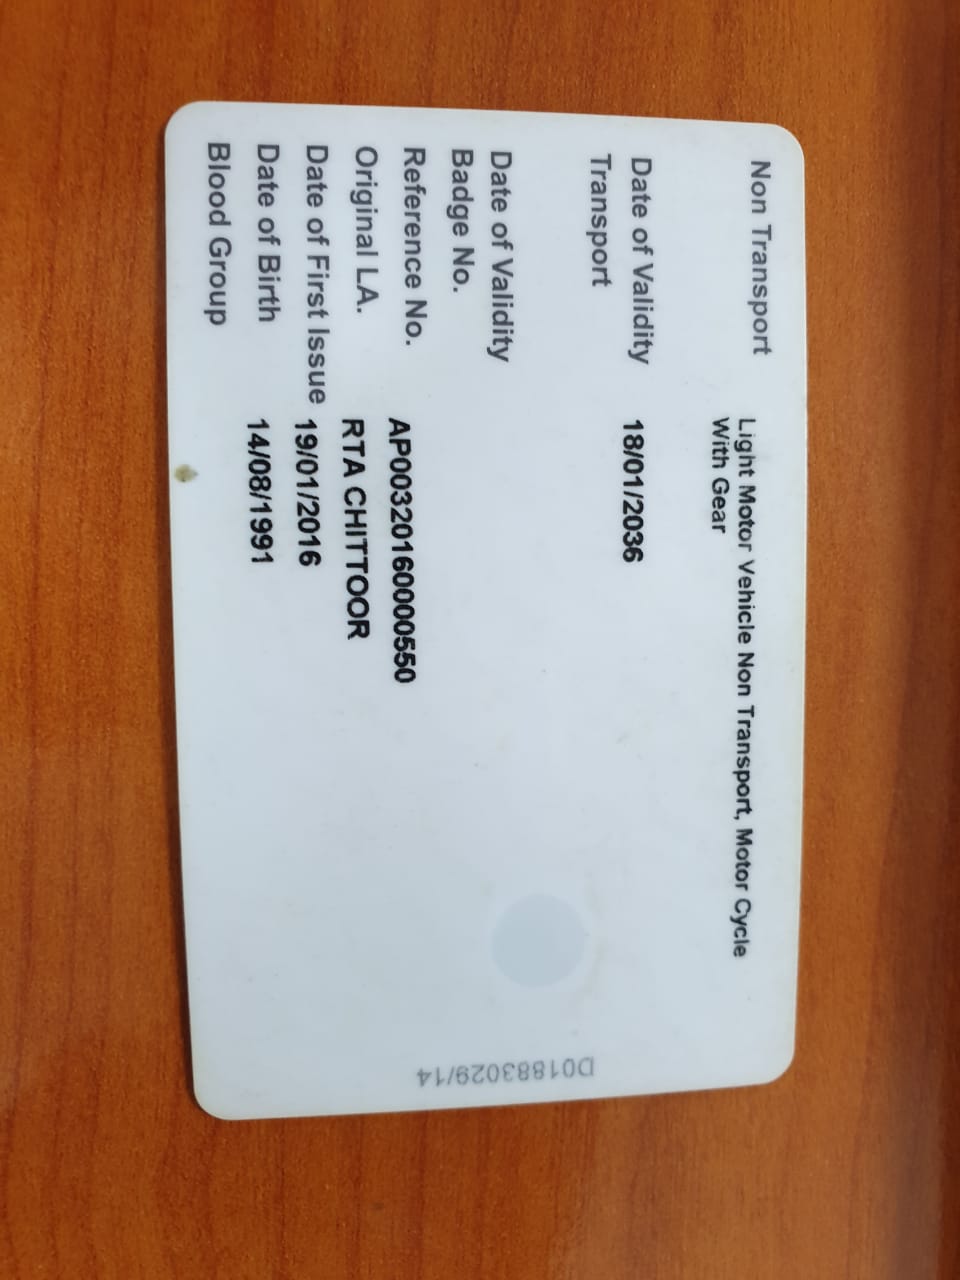 Non Transport Light Motor Vehicle Non Transport, Motor Cycle
With Gear
Date of Validity 18/01/2036
Transport
Date of Validity
Badge No.
Reference No. AP00320160000550
Original LA. RTA CHITTOOR
Date of First Issue 19/01/2016
Date of Birth 14/08/1991
Blood Group
D01883029/14